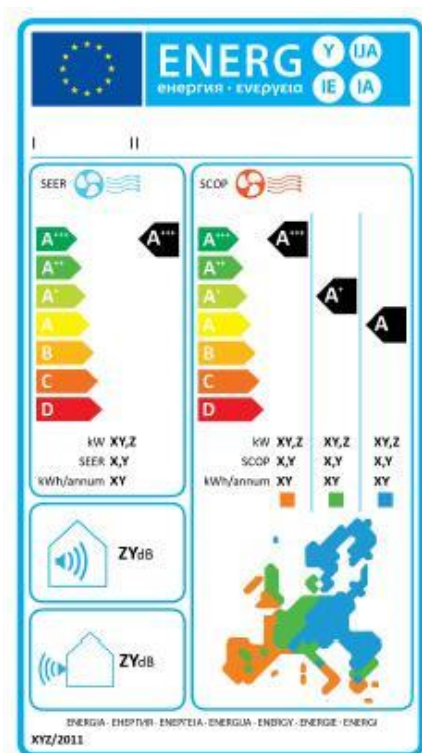 ENERG Y IJA
енергия · ενεργεια IE IA
I II
SEER
A+++ A+++
A++
A+
A
B
C
D
kW XY,Z
SEER X,Y
kWh/annum XY
SCOP
A+++ A+++
A++
A+ A+
A A
B
C
D
kW XY,Z XY,Z XY,Z
SCOP X,Y X,Y X,Y
kWh/annum XY XY XY
ZYdB
ZYdB
ENERGIA · ЕНЕРГИЯ · ΕΝΕΡΓΕΙΑ · ENERGIJA · ENERGY · ENERGIE · ENERGI
XYZ/2011